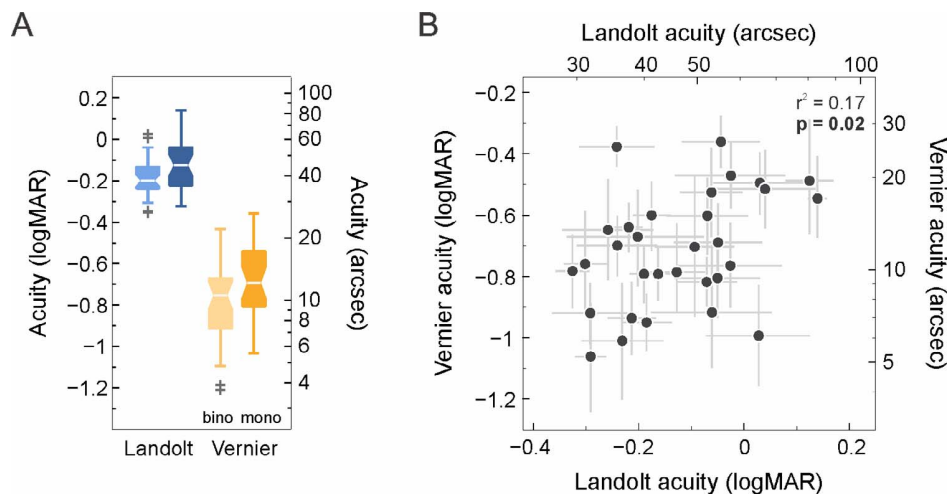 A
0.2
0
−0.2
−0.4
−0.6
−0.8
−1
−1.2
Acuity (logMAR)
100
80
60
40
20
10
8
6
4
Acuity (arcsec)
bino mono
Landolt Vernier
B
Landolt acuity (arcsec)
30 40 50 100
−0.2
−0.4
−0.6
−0.8
−1
−1.2
Vernier acuity (logMAR)
r² = 0.17
p = 0.02
30
20
10
5
Vernier acuity (arcsec)
−0.4 −0.2 0 0.2
Landolt acuity (logMAR)